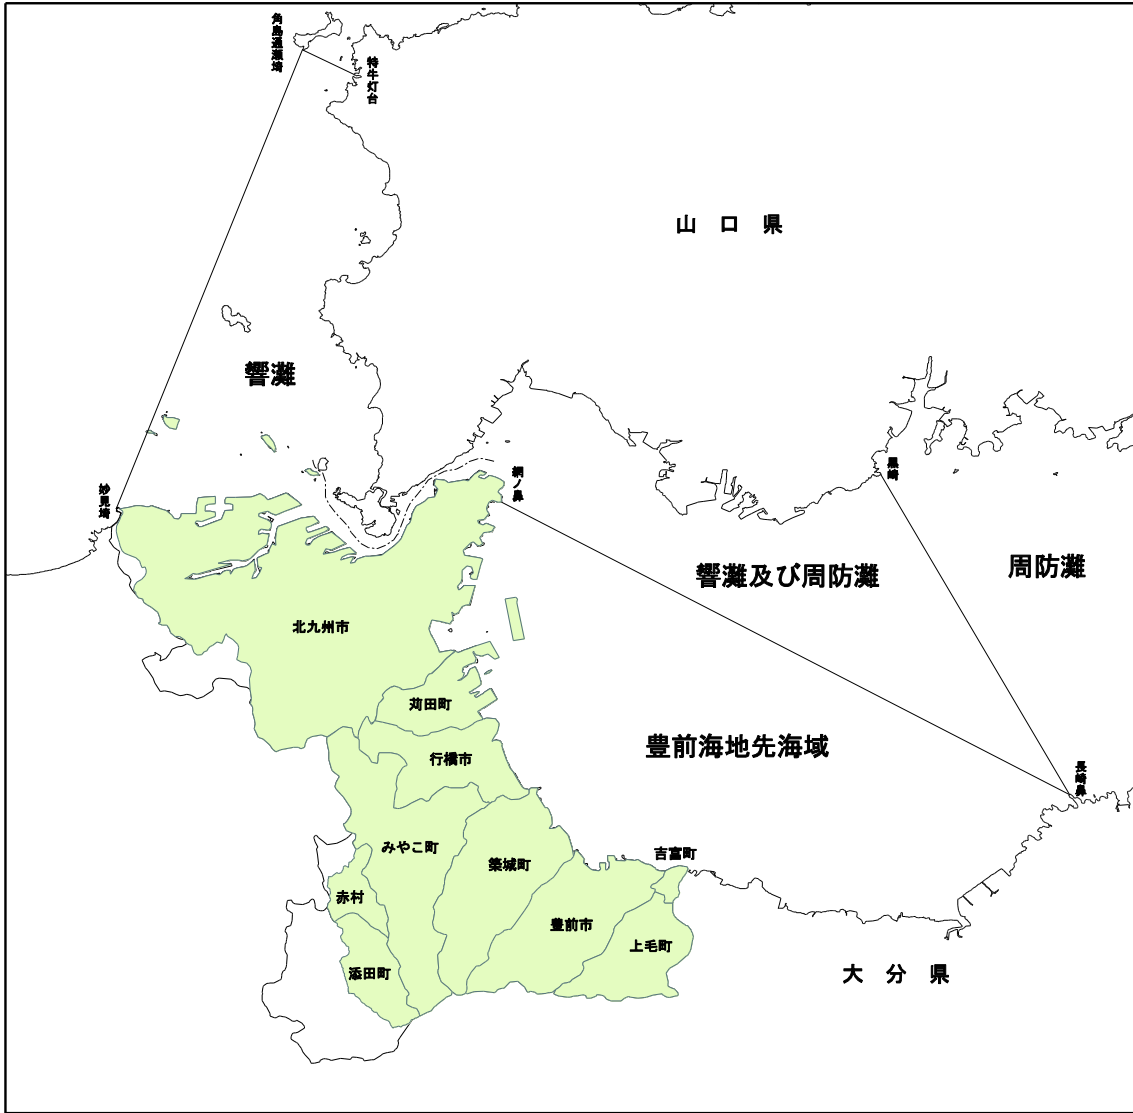 角島通瀬埼
特牛灯台
山口県
響灘
妙見埼
網ノ鼻
黒崎
響灘及び周防灘
周防灘
北九州市
苅田町
行橋市
豊前海地先海域
長崎鼻
みやこ町
築城町
吉富町
赤村
豊前市
上毛町
添田町
大分県